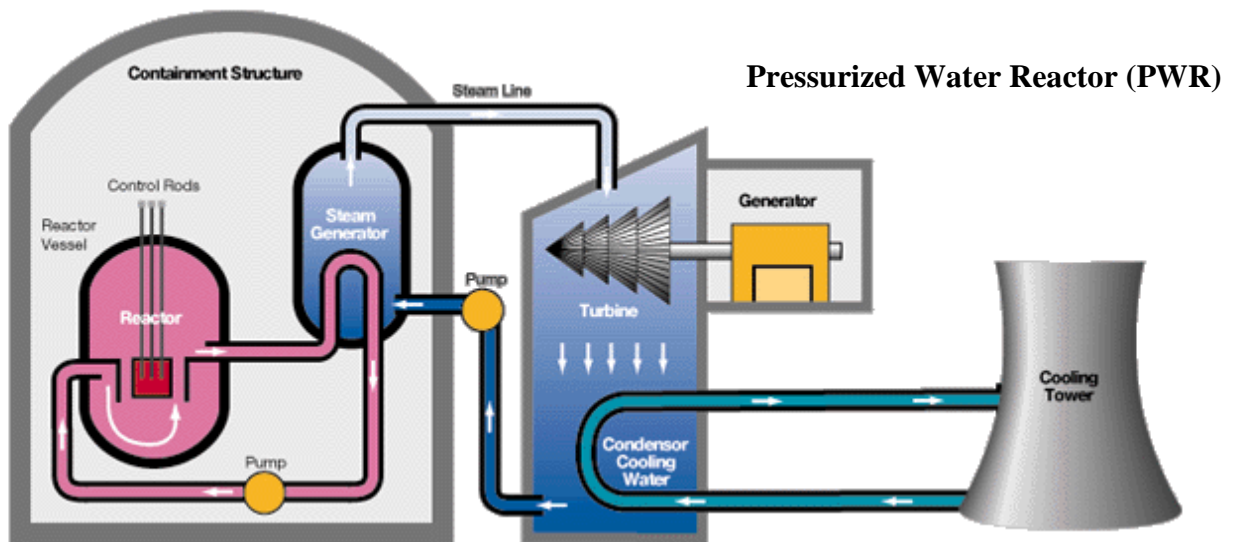 Containment Structure
Pressurized Water Reactor (PWR)
Steam Line
Control Rods
Reactor
Vessel
Steam
Generator
Generator
Pump
Reactor
Turbine
Cooling
Tower
Condensor
Cooling
Water
Pump